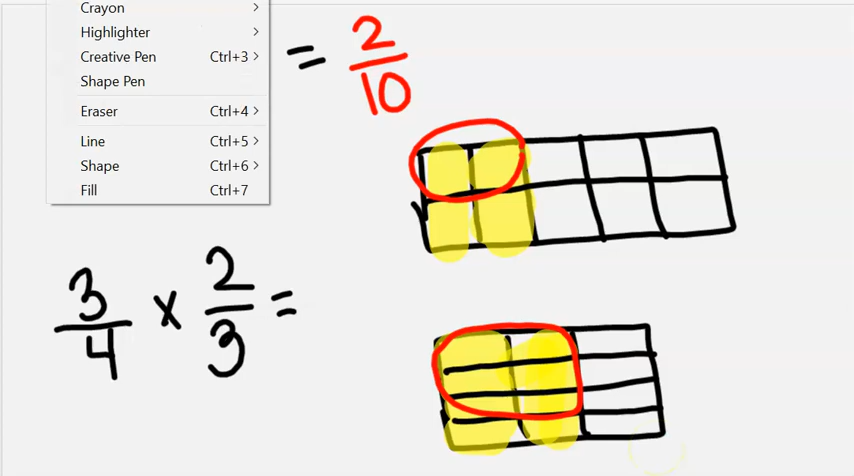 Crayon >
Highlighter >
Creative Pen Ctrl+3 >
Shape Pen
Eraser Ctrl+4 >
Line Ctrl+5 >
Shape Ctrl+6 >
Fill Ctrl+7
= 2/10
3/4 x 2/3 =